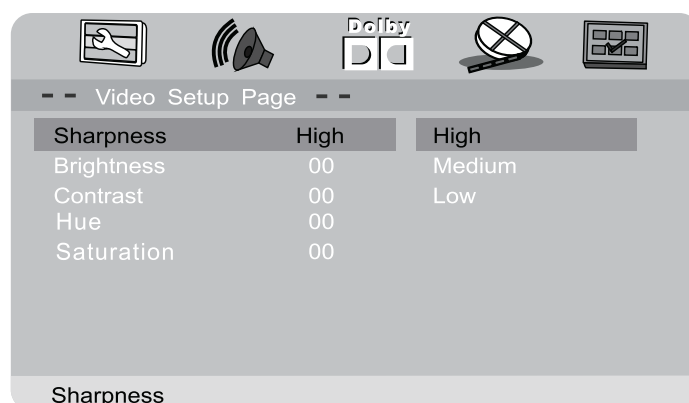 Dolby
-- Video Setup Page --
Sharpness High High
Brightness 00 Medium
Contrast 00 Low
Hue 00
Saturation 00
Sharpness